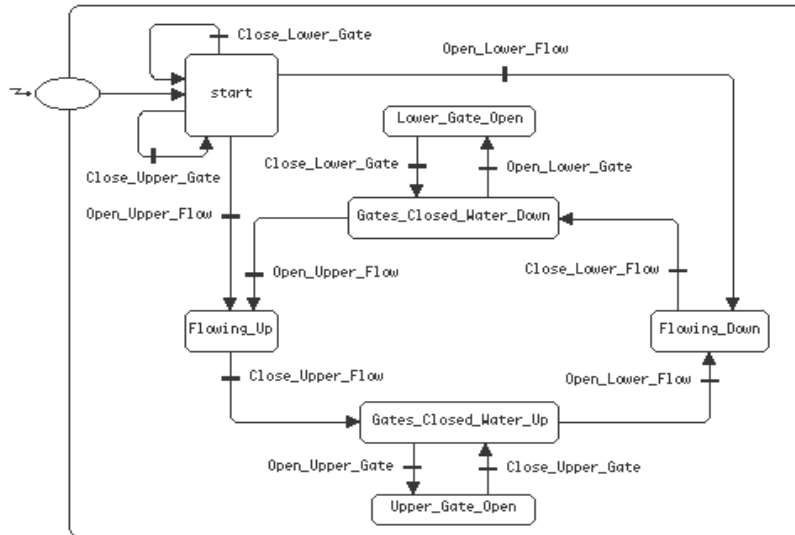 Close_Lower_Gate
Open_Lower_Flow
start
Lower_Gate_Open
Close_Lower_Gate
Open_Lower_Gate
Close_Upper_Gate
Open_Upper_Flow
Gates_Closed_Water_Down
Open_Upper_Flow
Close_Lower_Flow
Flowing_Up
Flowing_Down
Close_Upper_Flow
Open_Lower_Flow
Gates_Closed_Water_Up
Open_Upper_Gate
Close_Upper_Gate
Upper_Gate_Open